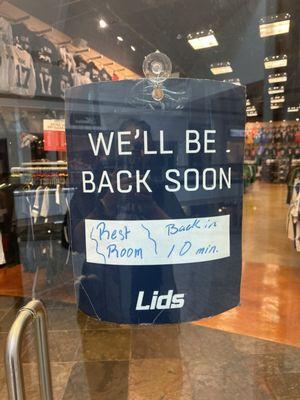 WE'LL BE
BACK SOON
Rest Back in
Room 10 min.
Lids